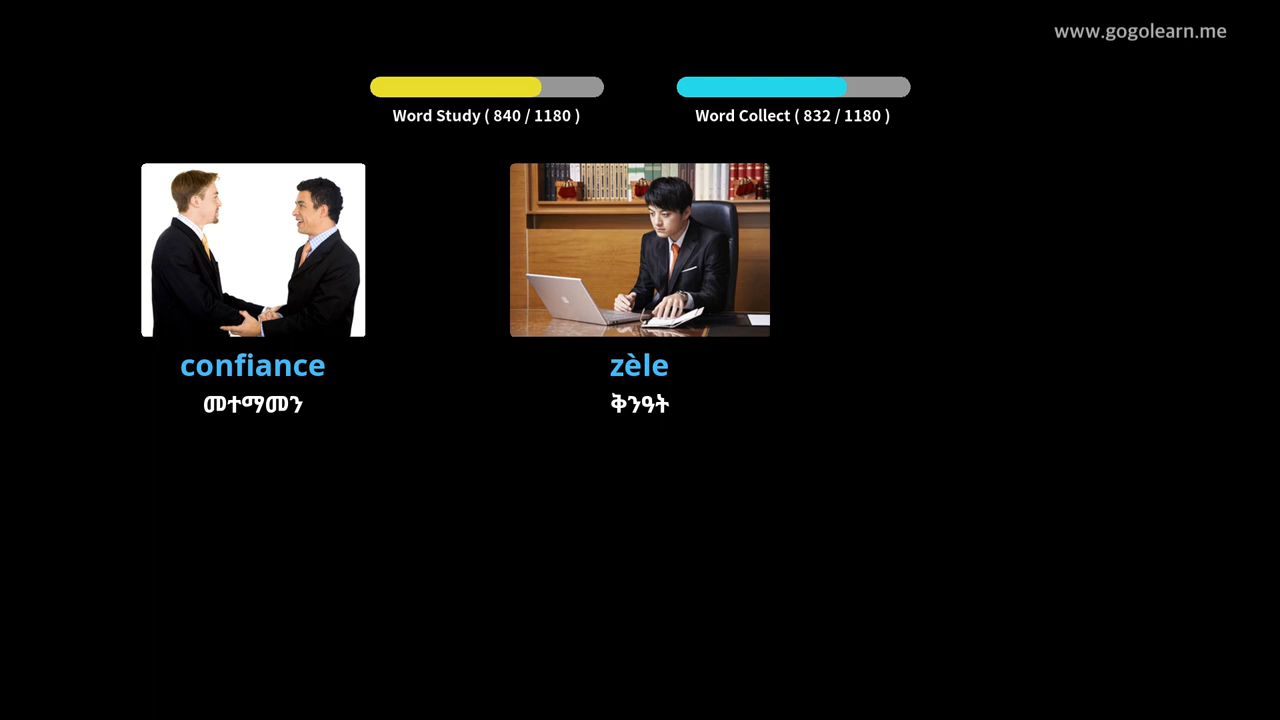 www.gogolearn.me
Word Study ( 840 / 1180 )
Word Collect ( 832 / 1180 )
confiance
መተማመን
zèle
ቅንዓት